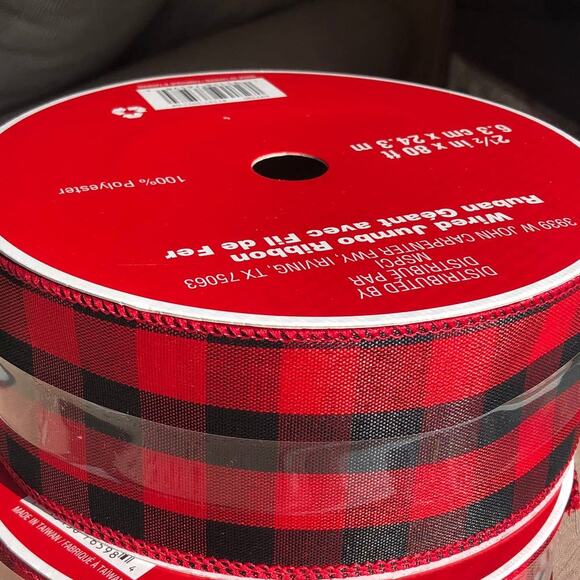 2½ in x 80 ft
6.3 cm x 24.3 m
100% Polyester
Wired Jumbo Ribbon
Ruban Géant avec Fil de Fer
DISTRIBUTED BY
DISTRIBUÉ PAR
MSPCI
3939 W JOHN CARPENTER FWY, IRVING, TX 75063
MADE IN TAIWAN / FABRIQUÉ À TAIWAN